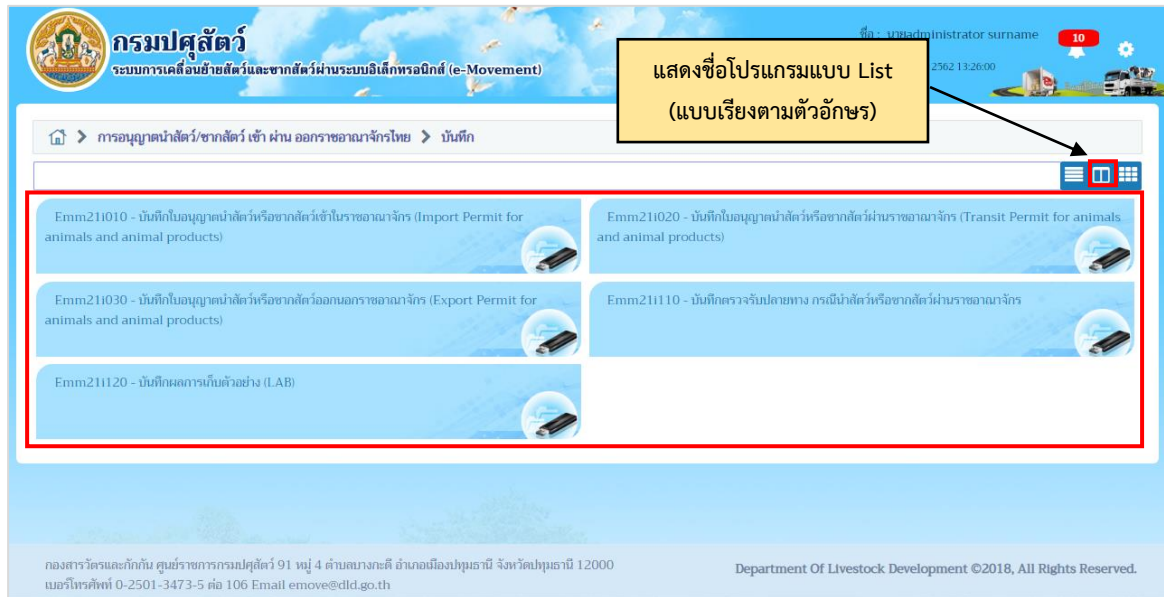 กรมปศุสัตว์
ระบบการเคลื่อนย้ายสัตว์และซากสัตว์ผ่านระบบอิเล็กทรอนิกส์ (e-Movement)
ชื่อ : นายadministrator surname
10
2562 13:26:00
แสดงชื่อโปรแกรมแบบ List
(แบบเรียงตามตัวอักษร)
การอนุญาตนำสัตว์/ซากสัตว์ เข้า ผ่าน ออกราชอาณาจักรไทย > บันทึก
Emm21i010 - บันทึกใบอนุญาตนำสัตว์หรือซากสัตว์เข้าในราชอาณาจักร (Import Permit for
animals and animal products)
Emm21i020 - บันทึกใบอนุญาตนำสัตว์หรือซากสัตว์ผ่านราชอาณาจักร (Transit Permit for animals
and animal products)
Emm21i030 - บันทึกใบอนุญาตนำสัตว์หรือซากสัตว์ออกนอกราชอาณาจักร (Export Permit for
animals and animal products)
Emm21i110 - บันทึกตรวจรับปลายทาง กรณีนำสัตว์หรือซากสัตว์ผ่านราชอาณาจักร
Emm21i120 - บันทึกผลการเก็บตัวอย่าง (LAB)
กองสารวัตรและกักกัน ศูนย์ราชการกรมปศุสัตว์ 91 หมู่ 4 ตำบลบางกะดี อำเภอเมืองปทุมธานี จังหวัดปทุมธานี 12000
เบอร์โทรศัพท์ 0-2501-3473-5 ต่อ 106 Email emove@dld.go.th
Department Of Livestock Development ©2018, All Rights Reserved.